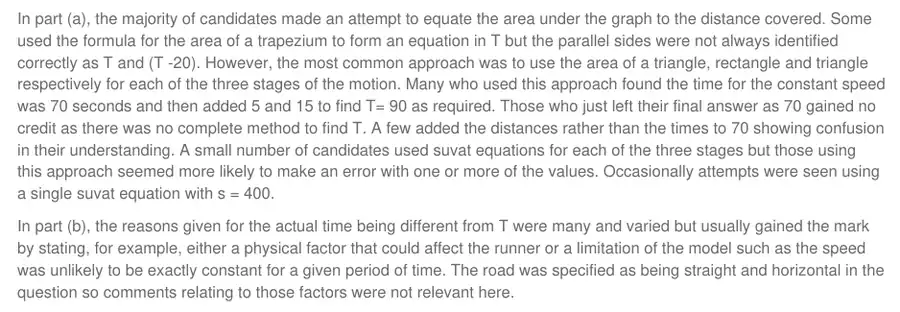 In part (a), the majority of candidates made an attempt to equate the area under the graph to the distance covered. Some
used the formula for the area of a trapezium to form an equation in T but the parallel sides were not always identified
correctly as T and (T -20). However, the most common approach was to use the area of a triangle, rectangle and triangle
respectively for each of the three stages of the motion. Many who used this approach found the time for the constant speed
was 70 seconds and then added 5 and 15 to find T= 90 as required. Those who just left their final answer as 70 gained no
credit as there was no complete method to find T. A few added the distances rather than the times to 70 showing confusion
in their understanding. A small number of candidates used suvat equations for each of the three stages but those using
this approach seemed more likely to make an error with one or more of the values. Occasionally attempts were seen using
a single suvat equation with s = 400.
In part (b), the reasons given for the actual time being different from T were many and varied but usually gained the mark
by stating, for example, either a physical factor that could affect the runner or a limitation of the model such as the speed
was unlikely to be exactly constant for a given period of time. The road was specified as being straight and horizontal in the
question so comments relating to those factors were not relevant here.